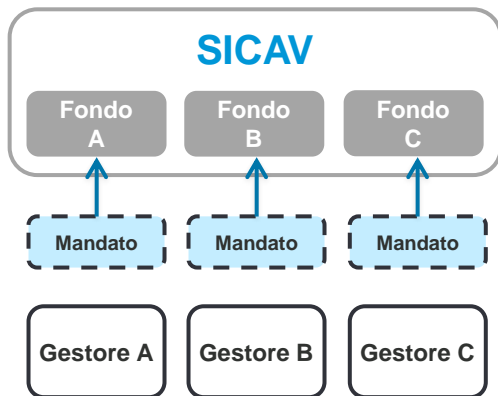 SICAV
Fondo Fondo Fondo
A B C
Mandato Mandato Mandato
Gestore A Gestore B Gestore C